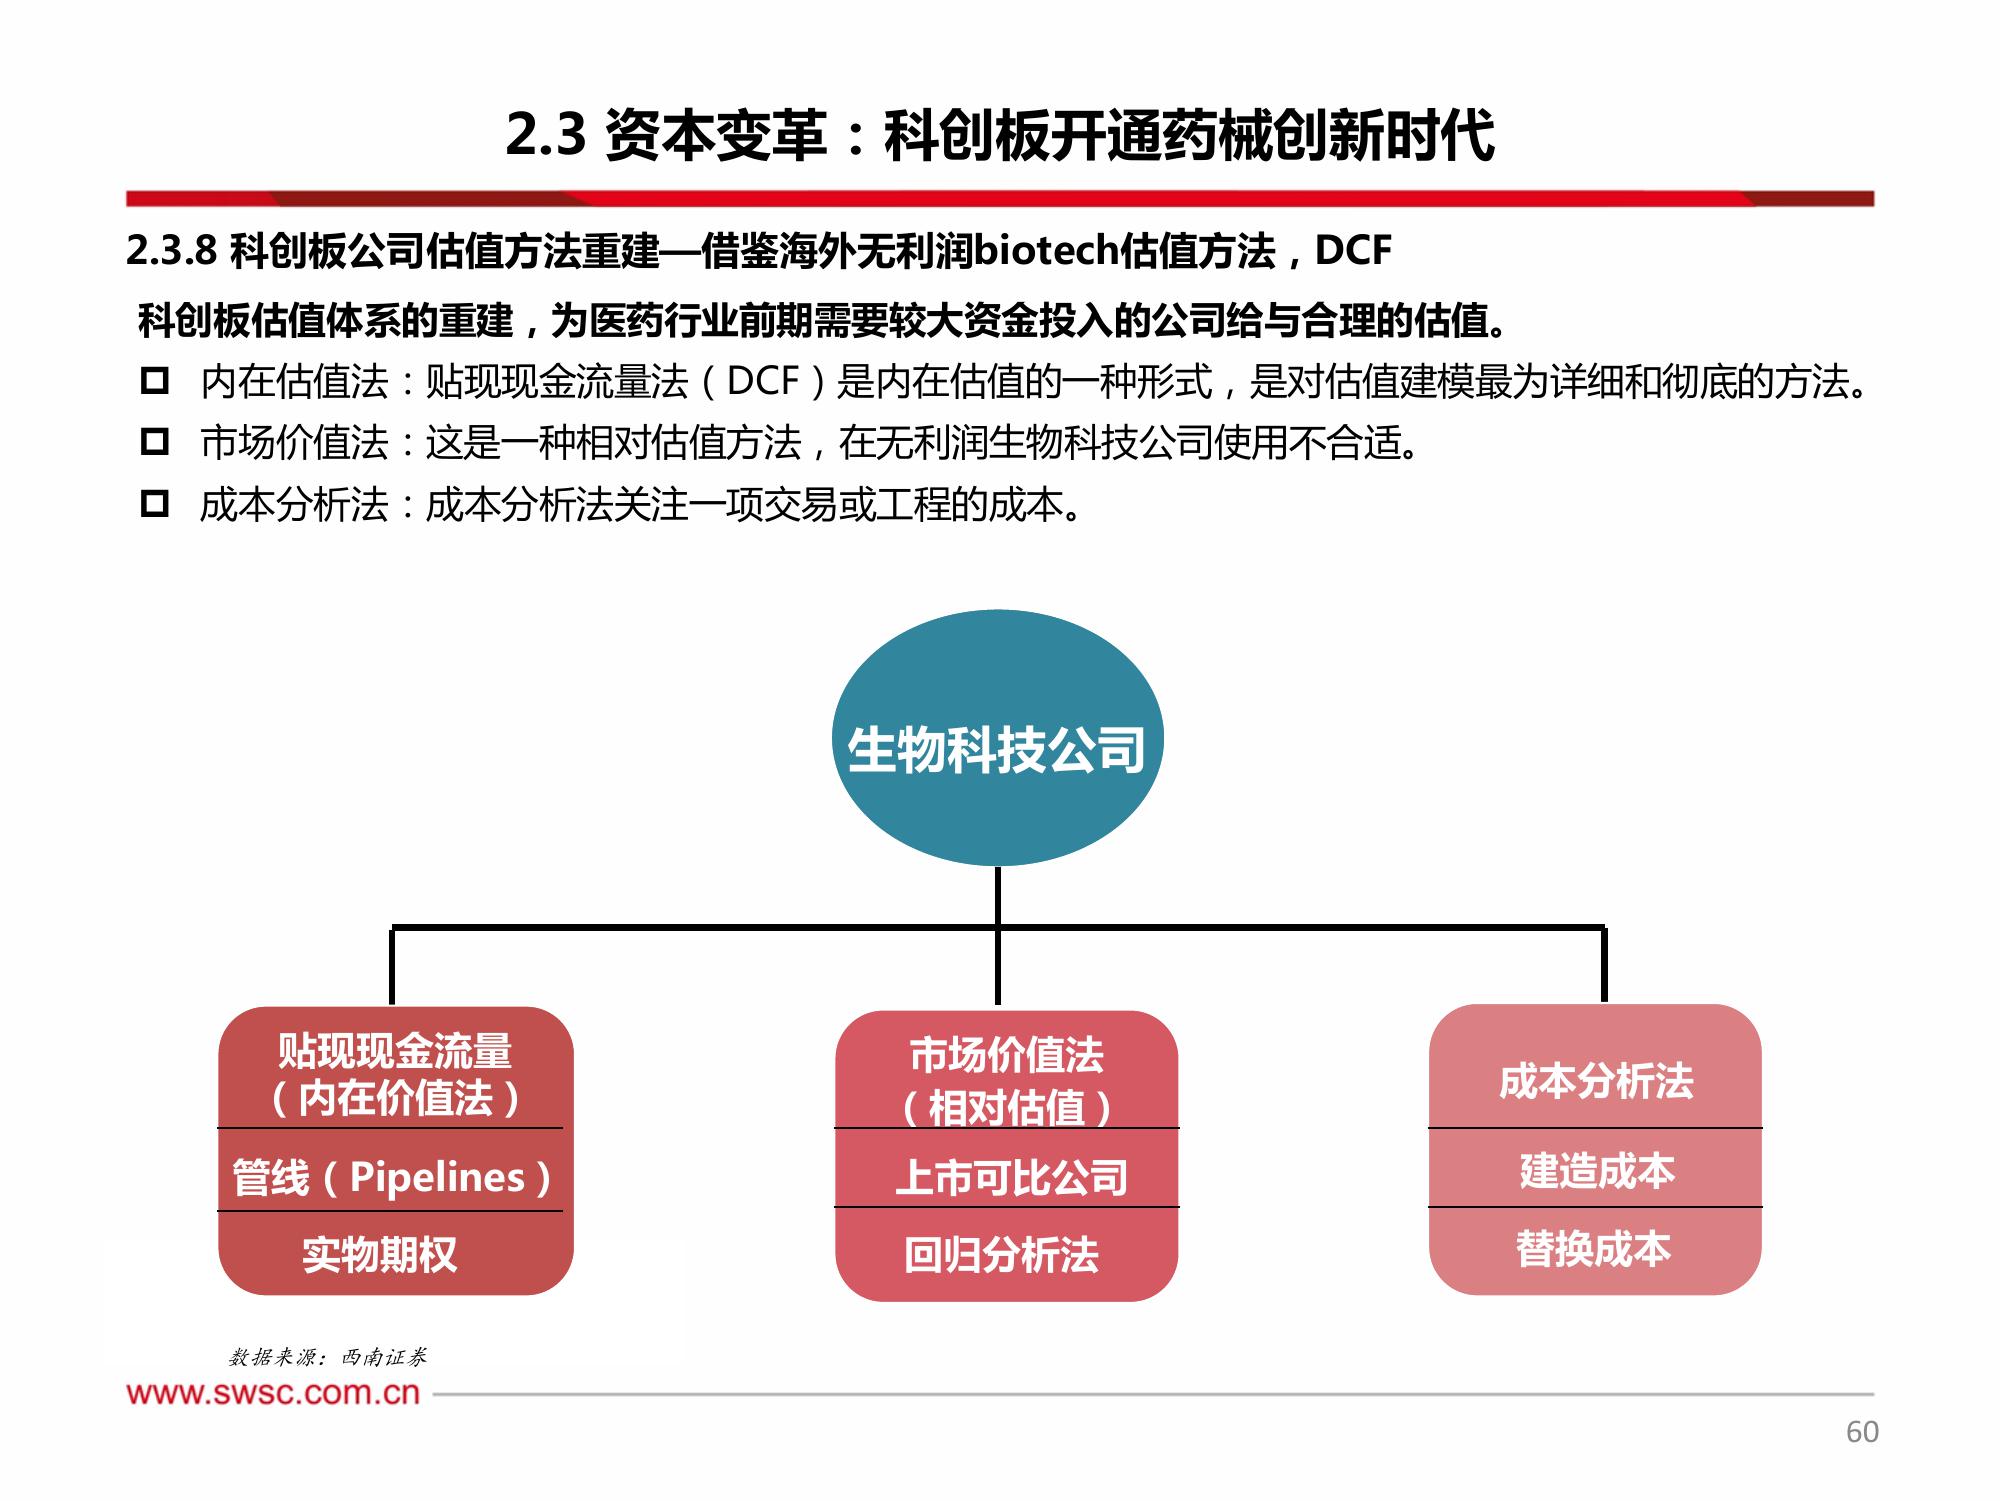 2.3 资本变革：科创板开通药械创新时代
2.3.8 科创板公司估值方法重建—借鉴海外无利润biotech估值方法，DCF
科创板估值体系的重建，为医药行业前期需要较大资金投入的公司给与合理的估值。
内在估值法：贴现现金流量法（DCF）是内在估值的一种形式，是对估值建模最为详细和彻底的方法。
市场价值法：这是一种相对估值方法，在无利润生物科技公司使用不合适。
成本分析法：成本分析法关注一项交易或工程的成本。
生物科技公司
贴现现金流量
（内在价值法）
管线（Pipelines）
实物期权
市场价值法
（相对估值）
上市可比公司
回归分析法
成本分析法
建造成本
替换成本
数据来源：西南证券
www.swsc.com.cn
60